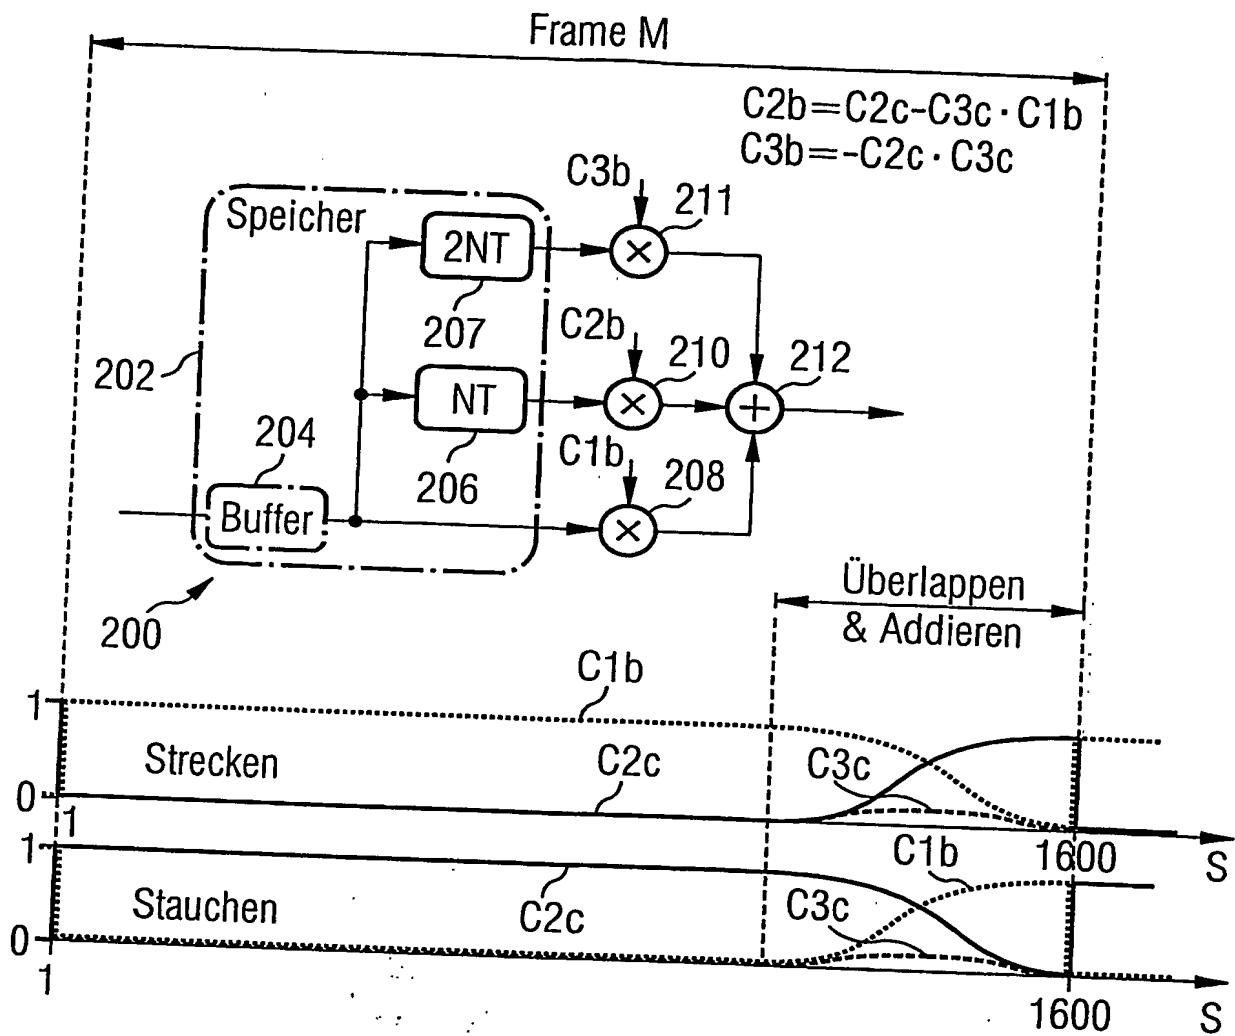 Frame M
C2b=C2c-C3c·C1b
C3b=-C2c·C3c
C3b
211
Speicher
2NT
207
C2b
210
212
202
NT
206
C1b
208
204
Buffer
200
Überlappen
& Addieren
C1b
1
Strecken
C2c
C3c
0
1
1600
S
1
C1b
Stauchen
C2c
C3c
0
1
1600
S